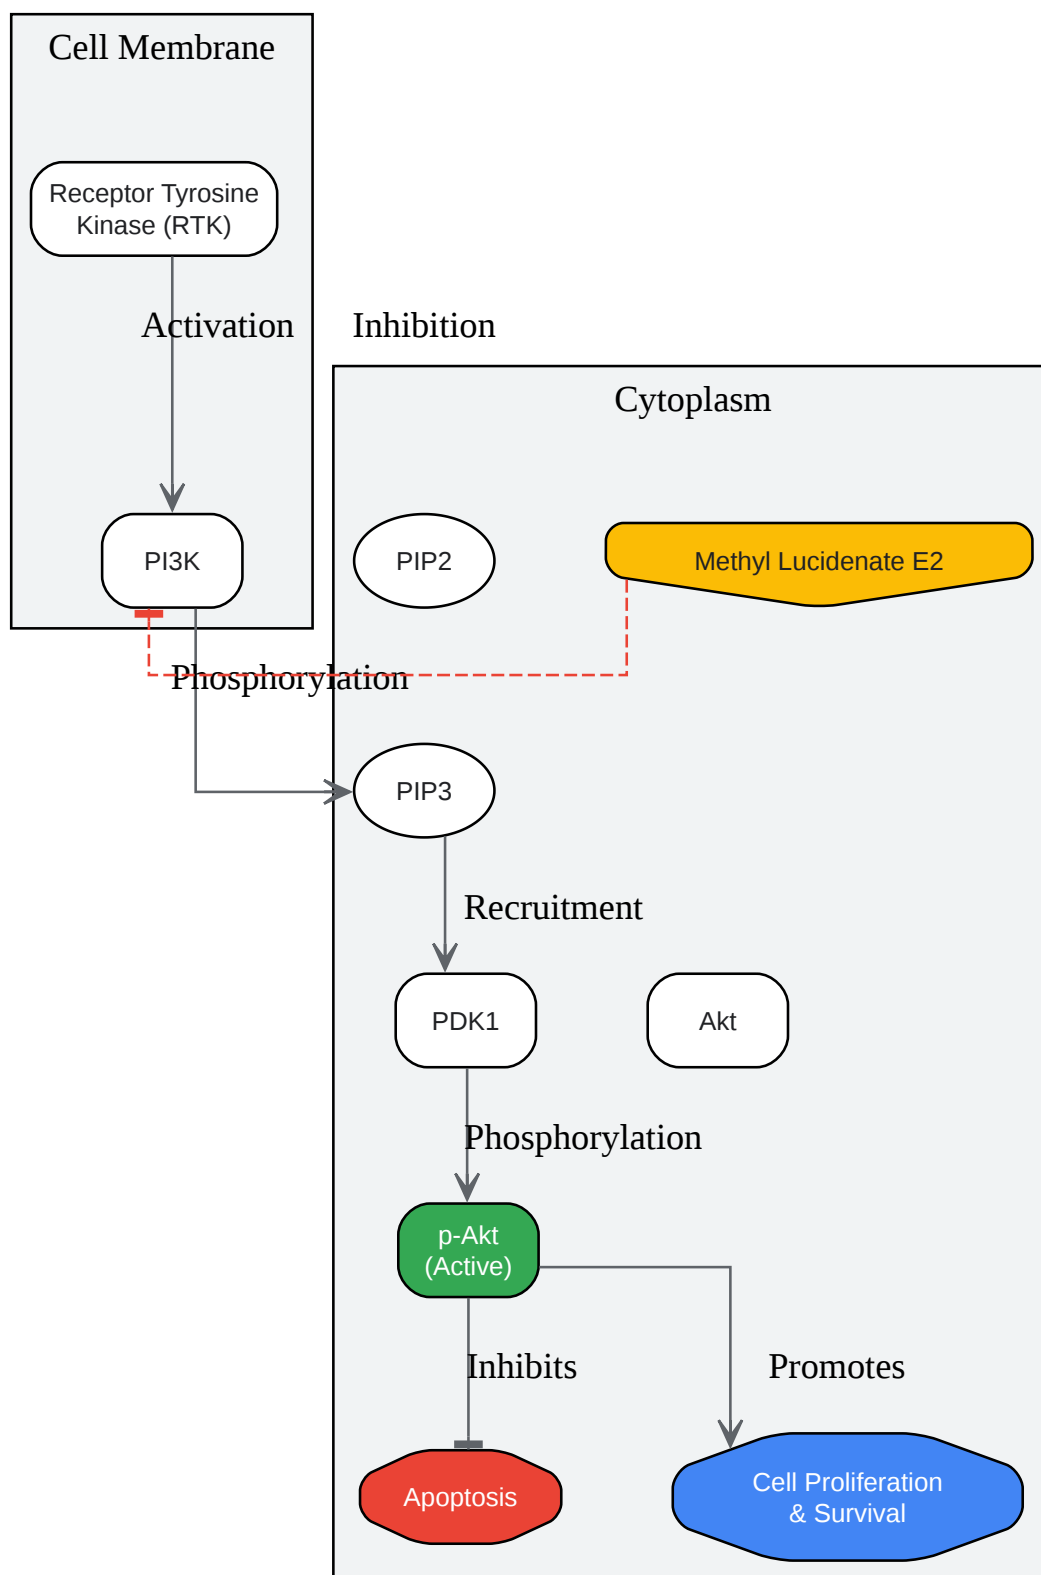 Cell Membrane
Receptor Tyrosine
Kinase (RTK)
Activation
Inhibition
Cytoplasm
PI3K
PIP2
Methyl Lucidenate E2
Phosphorylation
PIP3
Recruitment
PDK1
Akt
Phosphorylation
p-Akt
(Active)
Inhibits
Promotes
Apoptosis
Cell Proliferation
& Survival